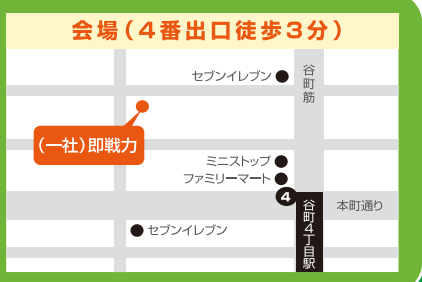 会場（4番出口徒歩3分）
セブンイレブン
谷町筋
（一社）即戦力
ミニストップ
ファミリーマート
4
本町通り
谷町4丁目駅
セブンイレブン